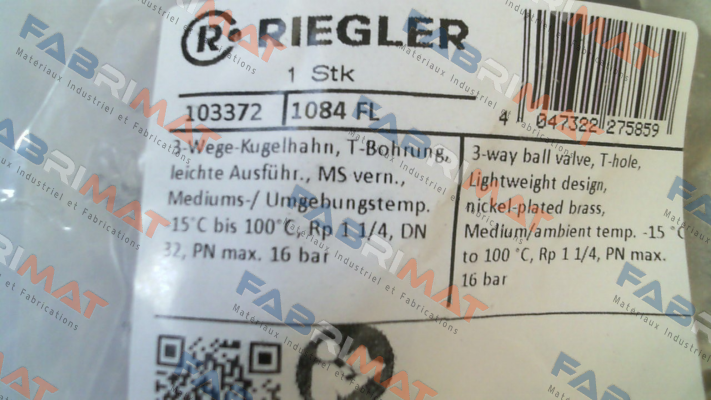 RIEGLER
1 Stk
103372 1084 FL
4 047322 275859
3-Wege-Kugelhahn, T-Bohrung,
leichte Ausführ., MS vern.,
Mediums-/ Umgebungstemp.
-15°C bis 100°C, Rp 1 1/4, DN
32, PN max. 16 bar
3-way ball valve, T-hole,
Lightweight design,
nickel-plated brass,
Medium/ambient temp. -15 °C
to 100 °C, Rp 1 1/4, PN max.
16 bar
FABRIMAT
Materiaux Industriel et Fabrications